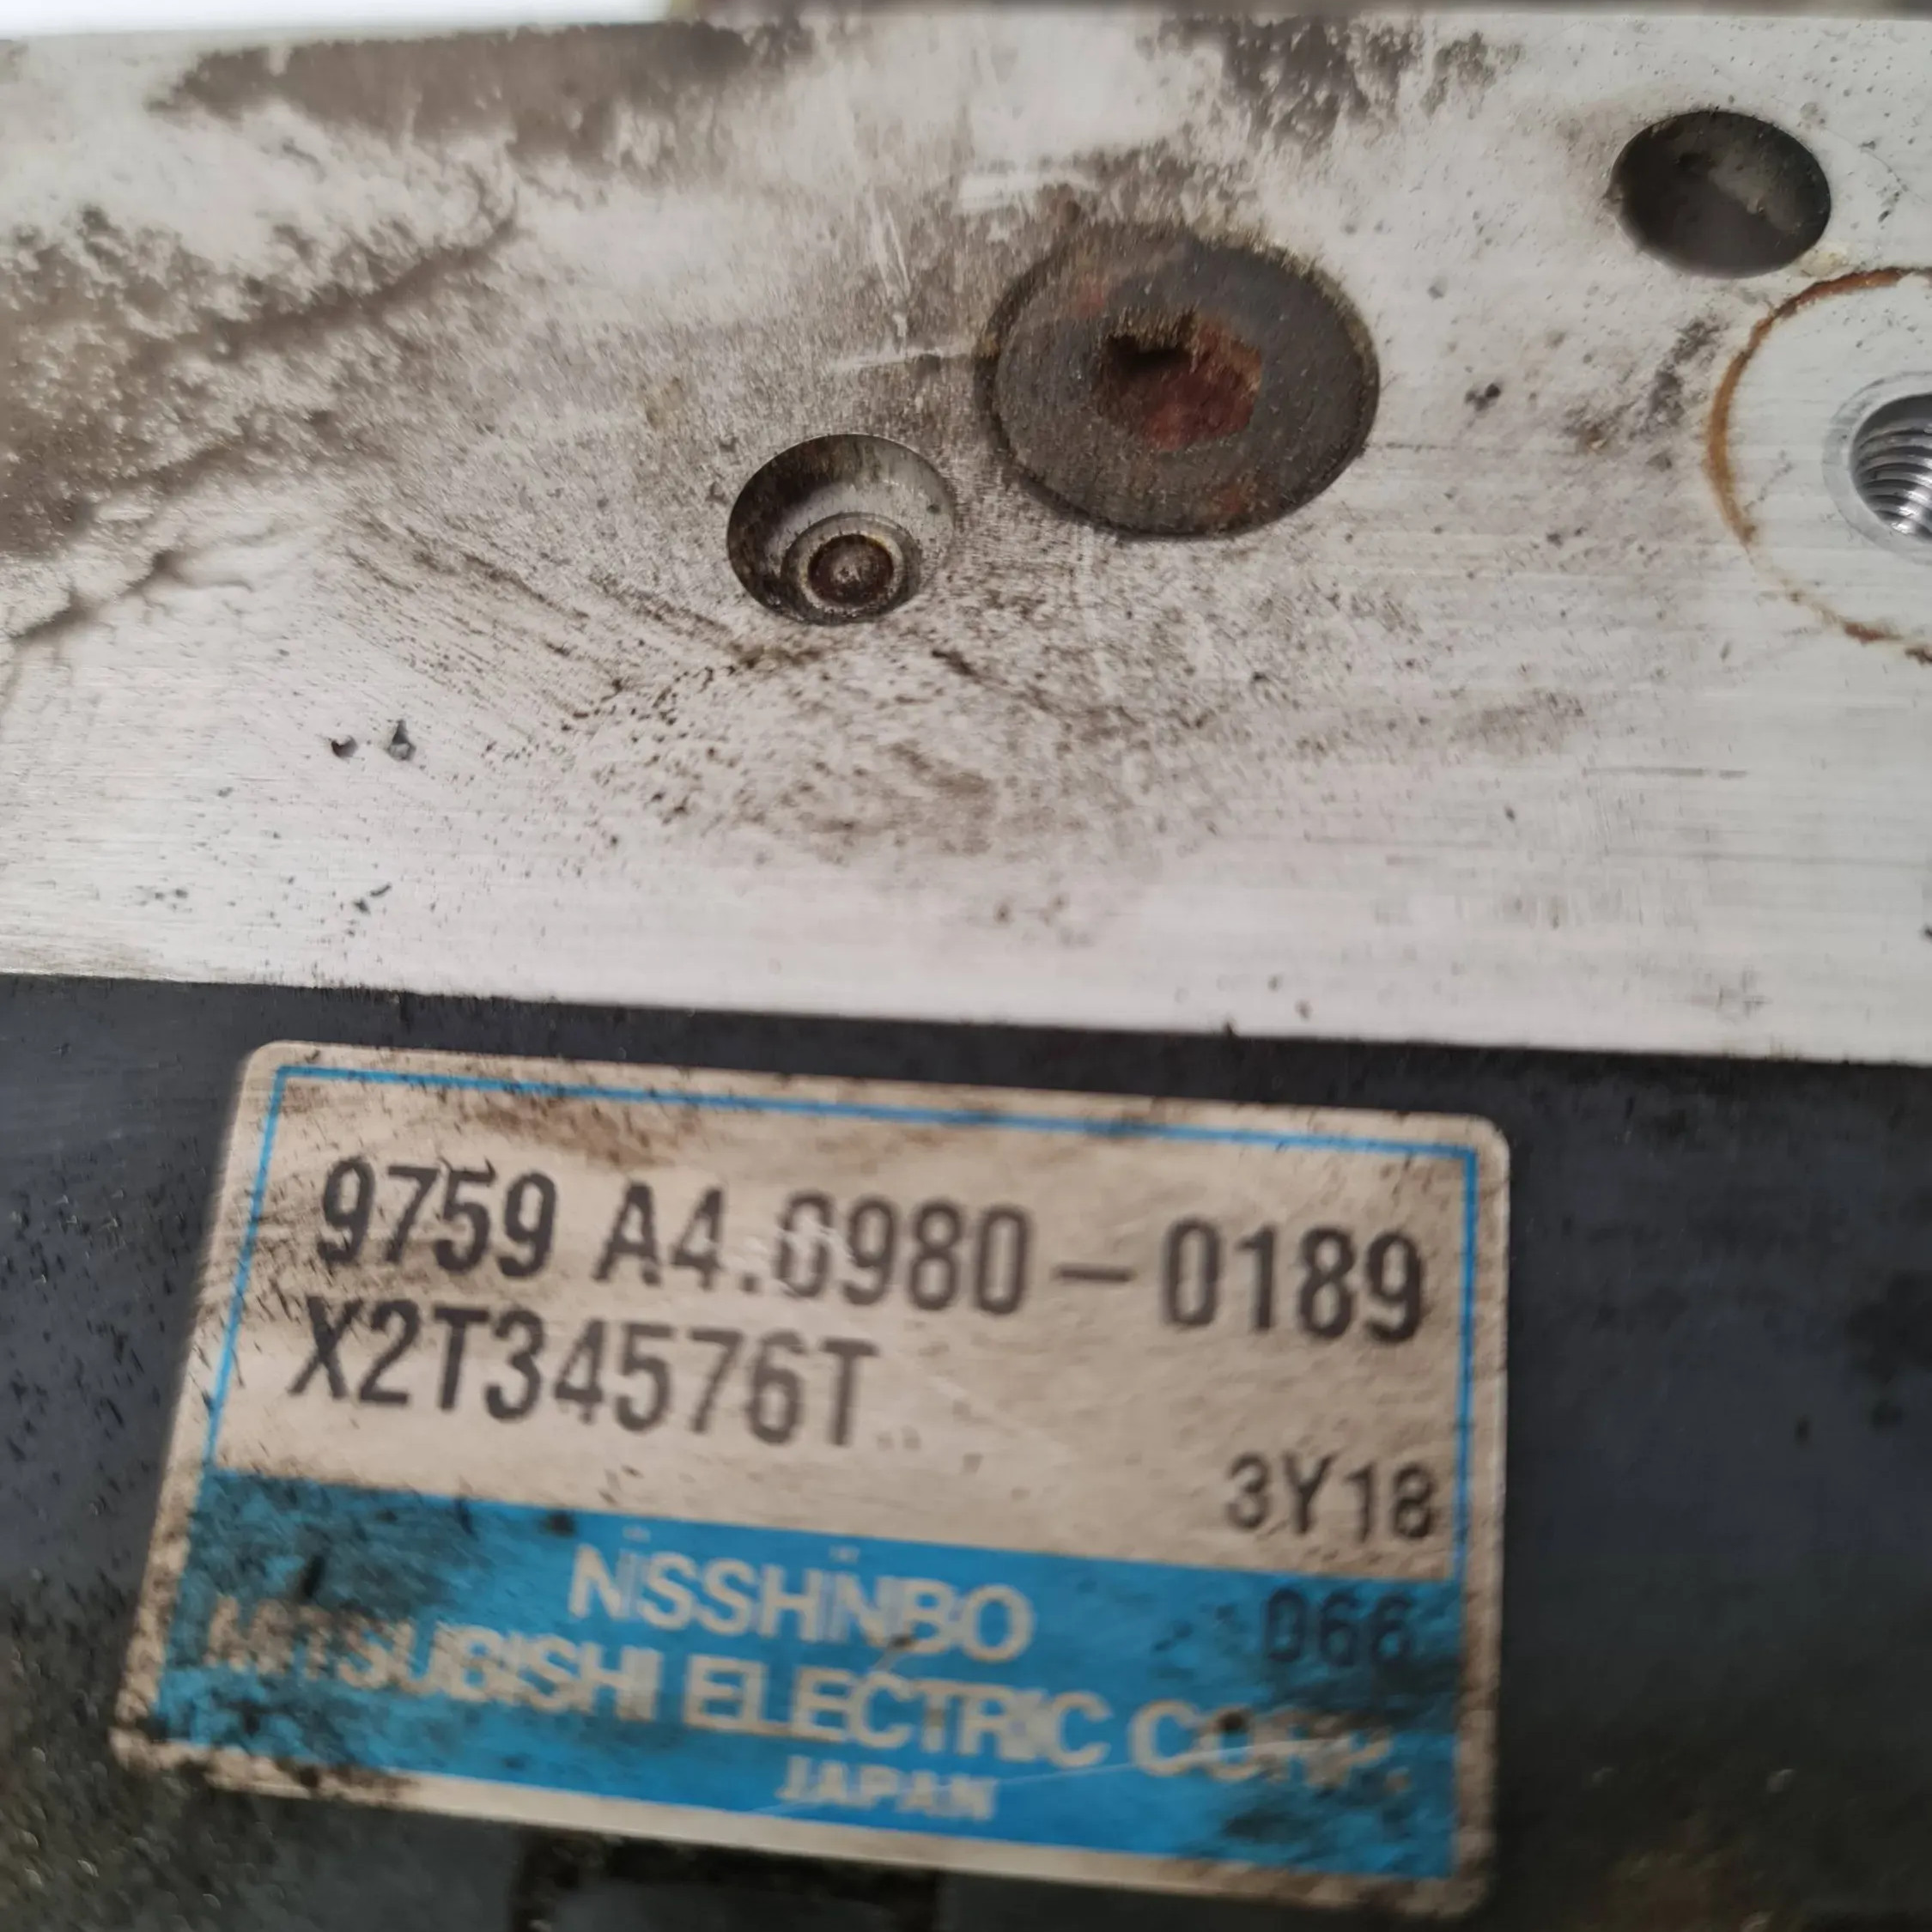 9759 A4.0980-0189
X2T34576T
3Y18
NISSHINBO 066
MITSUBISHI ELECTRIC CORP.
JAPAN